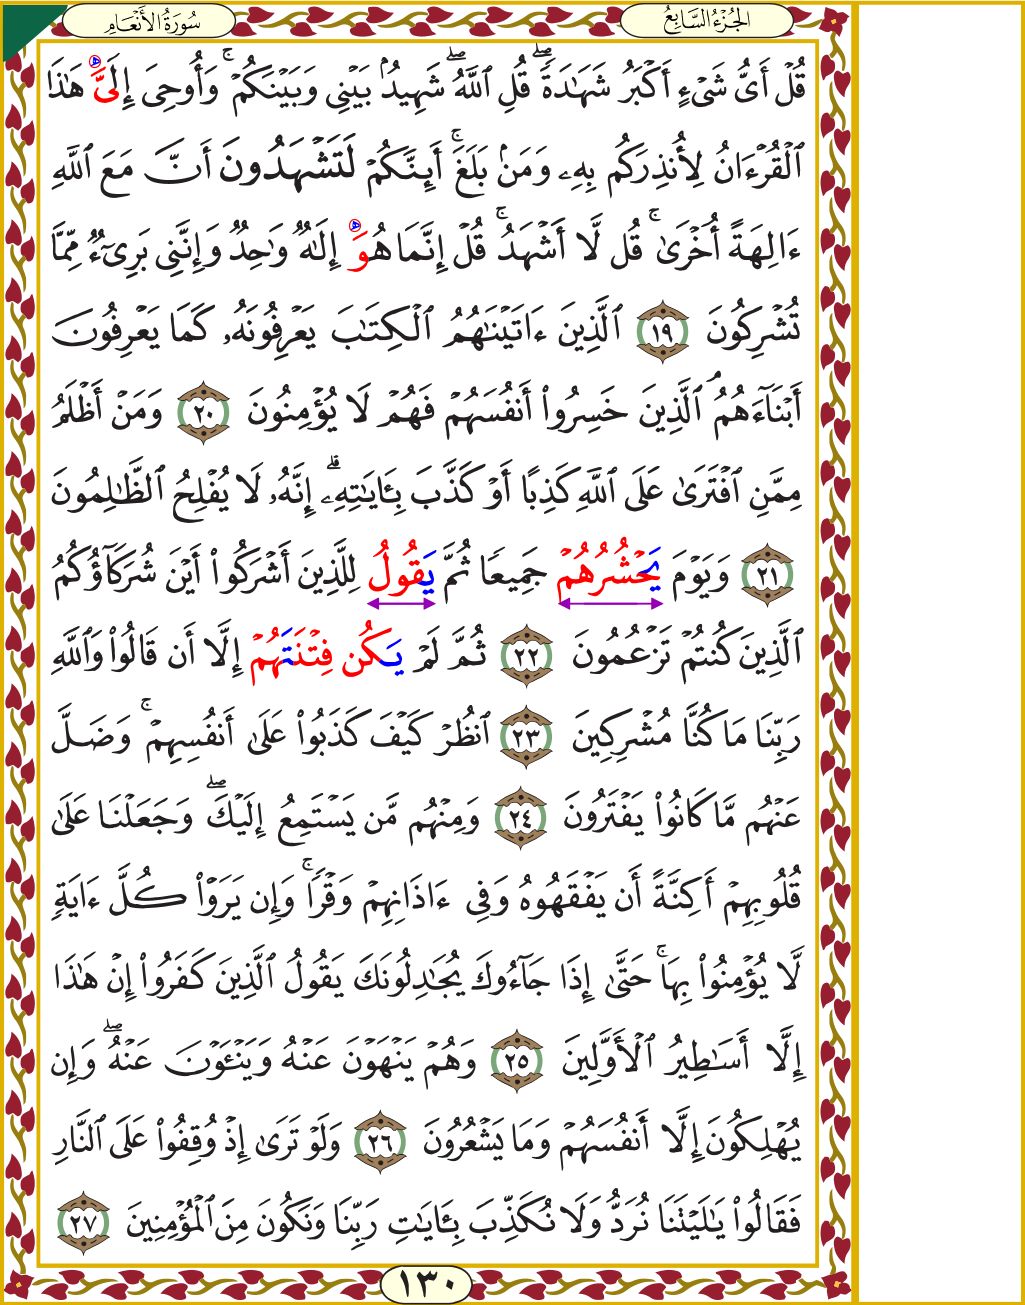 الجُزْءُ السَّابِعُ
سُورَةُ الأَنْعَامِ
قُلۡ أَىُّ شَىۡءٍ أَكۡبَرُ شَهَـٰدَةًۖ قُلِ ٱللَّهُۖ شَهِيدُۢ بَيۡنِى وَبَيۡنَكُمۡۚ وَأُوحِىَ إِلَىَّ هَـٰذَا
ٱلۡقُرۡءَانُ لِأُنذِرَكُم بِهِۦ وَمَنۢ بَلَغَۚ أَىِٕنَّكُمۡ لَتَشۡهَدُونَ أَنَّ مَعَ ٱللَّهِ
ءَالِهَةً أُخۡرَىٰۚ قُل لَّا أَشۡهَدُۚ قُلۡ إِنَّمَا هُوَ إِلَـٰهٌ وَٰحِدٌ وَإِنَّنِى بَرِىٓءٌ مِّمَّا
تُشۡرِكُونَ ١٩ ٱلَّذِينَ ءَاتَيۡنَـٰهُمُ ٱلۡكِتَـٰبَ يَعۡرِفُونَهُۥ كَمَا يَعۡرِفُونَ
أَبۡنَآءَهُمُۘ ٱلَّذِينَ خَسِرُواْ أَنفُسَهُمۡ فَهُمۡ لَا يُؤۡمِنُونَ ٢٠ وَمَنۡ أَظۡلَمُ
مِمَّنِ ٱفۡتَرَىٰ عَلَى ٱللَّهِ كَذِبًا أَوۡ كَذَّبَ بِـَٔايَـٰتِهِۦۗ إِنَّهُۥ لَا يُفۡلِحُ ٱلظَّـٰلِمُونَ
٢١ وَيَوۡمَ يَحۡشُرُهُمۡ جَمِيعًا ثُمَّ يَقُولُ لِلَّذِينَ أَشۡرَكُواْ أَيۡنَ شُرَكَآؤُكُمُ
ٱلَّذِينَ كُنتُمۡ تَزۡعُمُونَ ٢٢ ثُمَّ لَمۡ يَكُن فِتۡنَتَهُمۡ إِلَّا أَن قَالُواْ وَٱللَّهِ
رَبِّنَا مَا كُنَّا مُشۡرِكِينَ ٢٣ ٱنظُرۡ كَيۡفَ كَذَبُواْ عَلَىٰ أَنفُسِهِمۡۚ وَضَلَّ
عَنۡهُم مَّا كَانُواْ يَفۡتَرُونَ ٢٤ وَمِنۡهُم مَّن يَسۡتَمِعُ إِلَيۡكَۖ وَجَعَلۡنَا عَلَىٰ
قُلُوبِهِمۡ أَكِنَّةً أَن يَفۡقَهُوهُ وَفِى ءَاذَانِهِمۡ وَقۡرًاۚ وَإِن يَرَوۡاْ كُلَّ ءَايَةٍ
لَّا يُؤۡمِنُواْ بِهَاۚ حَتَّىٰ إِذَا جَآءُوكَ يُجَـٰدِلُونَكَ يَقُولُ ٱلَّذِينَ كَفَرُواْ إِنۡ هَـٰذَا
إِلَّا أَسَـٰطِيرُ ٱلۡأَوَّلِينَ ٢٥ وَهُمۡ يَنۡهَوۡنَ عَنۡهُ وَيَنۡـَٔوۡنَ عَنۡهُۖ وَإِن
يُهۡلِكُونَ إِلَّا أَنفُسَهُمۡ وَمَا يَشۡعُرُونَ ٢٦ وَلَوۡ تَرَىٰ إِذۡ وُقِفُواْ عَلَى ٱلنَّارِ
فَقَالُواْ يَـٰلَيۡتَنَا نُرَدُّ وَلَا نُكَذِّبَ بِـَٔايَـٰتِ رَبِّنَا وَنَكُونَ مِنَ ٱلۡمُؤۡمِنِينَ ٢٧
١٣٠